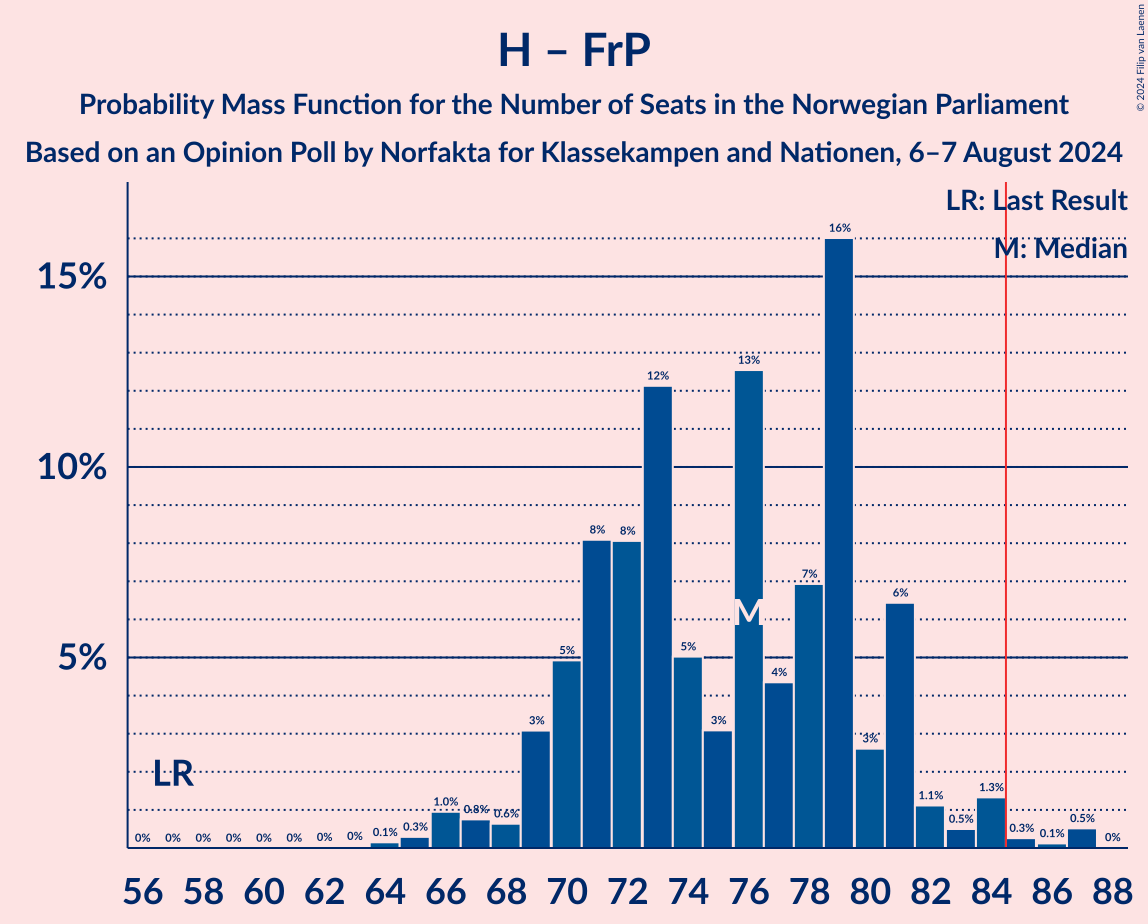 H – FrP
Probability Mass Function for the Number of Seats in the Norwegian Parliament
Based on an Opinion Poll by Norfakta for Klassekampen and Nationen, 6–7 August 2024
© 2024 Filip van Laenen
LR: Last Result
M: Median
15%
10%
5%
LR
M
0% 0% 0% 0% 0% 0% 0% 0% 0.1% 0.3% 1.0% 0.8% 0.6% 3% 5% 8% 8% 12% 5% 3% 13% 4% 7% 16% 3% 6% 1.1% 0.5% 1.3% 0.3% 0.1% 0.5% 0%
56 58 60 62 64 66 68 70 72 74 76 78 80 82 84 86 88